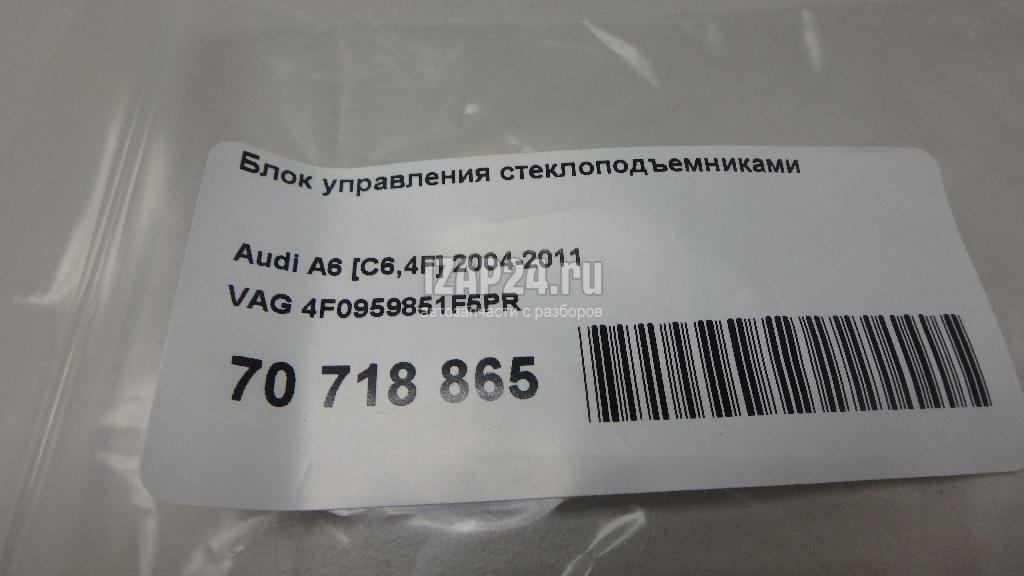 Блок управления стеклоподъемниками
Audi A6 [C6,4F] 2004-2011
VAG 4F0959851F5PR
70 718 865
IZAP24.ru
автозапчасти с разборов